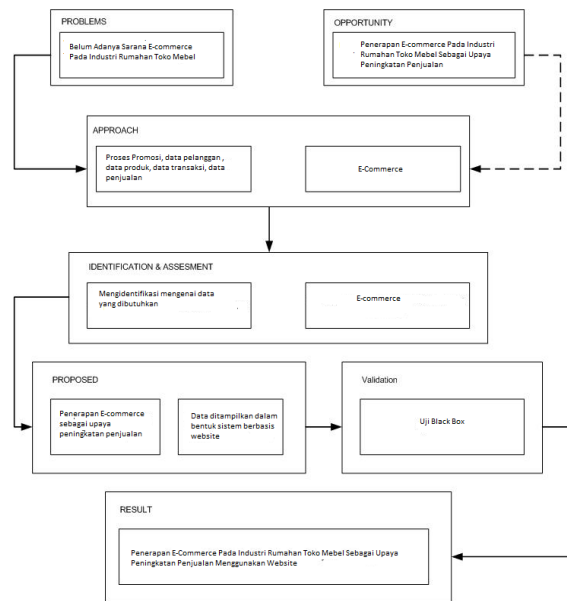 PROBLEMS
Belum Adanya Sarana E-commerce
Pada Industri Rumahan Toko Mebel
OPPORTUNITY
Penerapan E-commerce Pada Industri
Rumahan Toko Mebel Sebagai Upaya
Peningkatan Penjualan
APPROACH
Proses Promosi, data pelanggan ,
data produk, data transaksi, data
penjualan
E-Commerce
IDENTIFICATION & ASSESMENT
Mengidentifikasi mengenai data
yang dibutuhkan
E-commerce
PROPOSED
Penerapan E-commerce
sebagai upaya
peningkatan penjualan
Data ditampilkan dalam
bentuk sistem berbasis
website
Validation
Uji Black Box
RESULT
Penerapan E-Commerce Pada Industri Rumahan Toko Mebel Sebagai Upaya
Peningkatan Penjualan Menggunakan Website